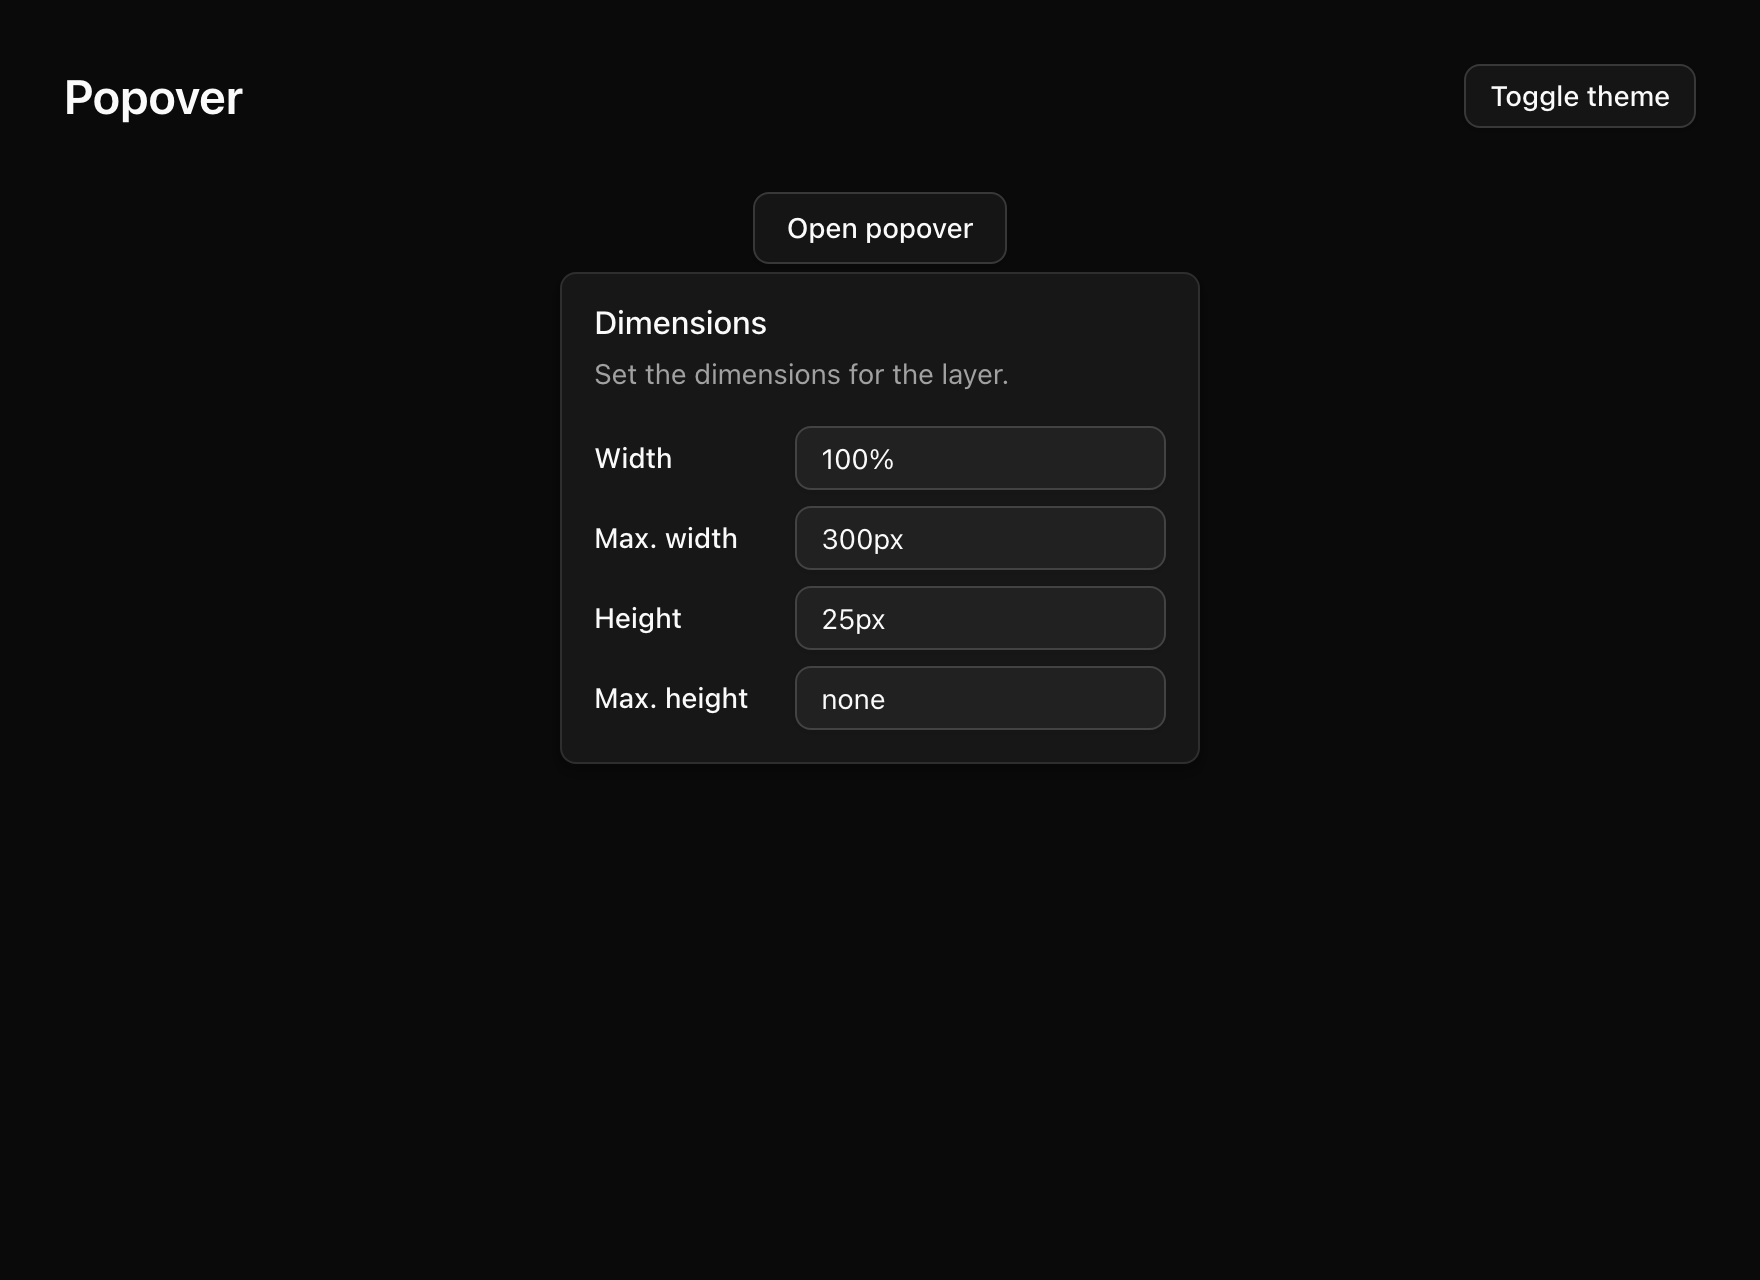 Popover
Toggle theme
Open popover
Dimensions
Set the dimensions for the layer.
Width
100%
Max. width
300px
Height
25px
Max. height
none